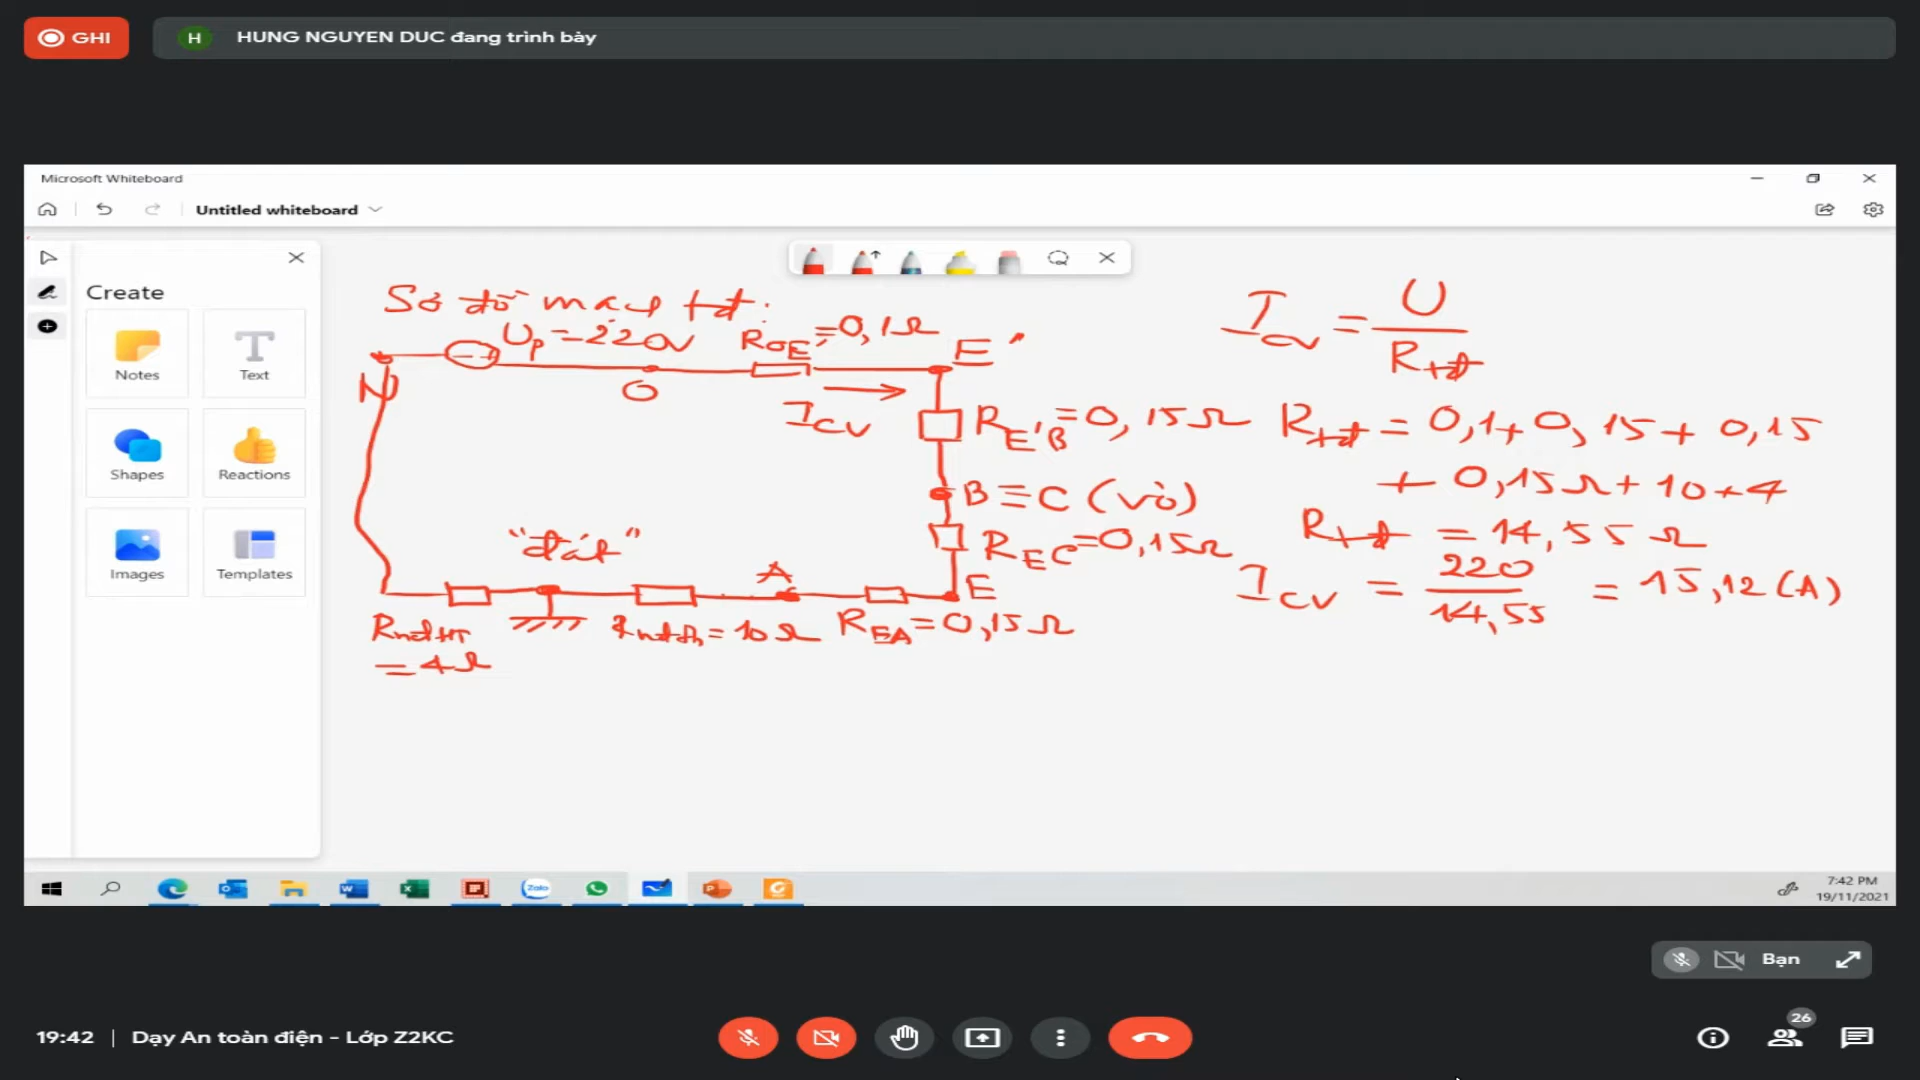 GHI
H HUNG NGUYEN DUC đang trình bày
Microsoft Whiteboard
Untitled whiteboard
Create
Notes Text
Shapes Reactions
Images Templates
Sơ đồ mạch tđ:
Up = 220V
ROE' = 0,1Ω
E'
N
O
ICV
RE'B = 0,15Ω
B ≡ C (vỏ)
REC = 0,15Ω
E
"đất"
A
RnđHT = 4Ω
Rnđlh = 10Ω
REA = 0,15Ω
Icv = U / Rtđ
Rtđ = 0,1 + 0,15 + 0,15
+ 0,15Ω + 10 + 4
Rtđ = 14,55 Ω
ICV = 220 / 14,55 = 15,12 (A)
Zalo
7:42 PM
19/11/2021
Bạn
19:42 | Dạy An toàn điện - Lớp Z2KC
26